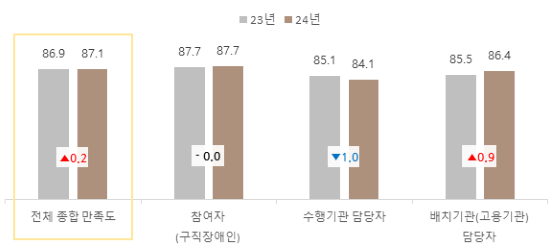 23년 24년
86.9 87.1 87.7 87.7 85.1 84.1 85.5 86.4
▲0.2 - 0.0 ▼1.0 ▲0.9
전체 종합 만족도 참여자 수행기관 담당자 배치기관(고용기관)
(구직장애인) 담당자